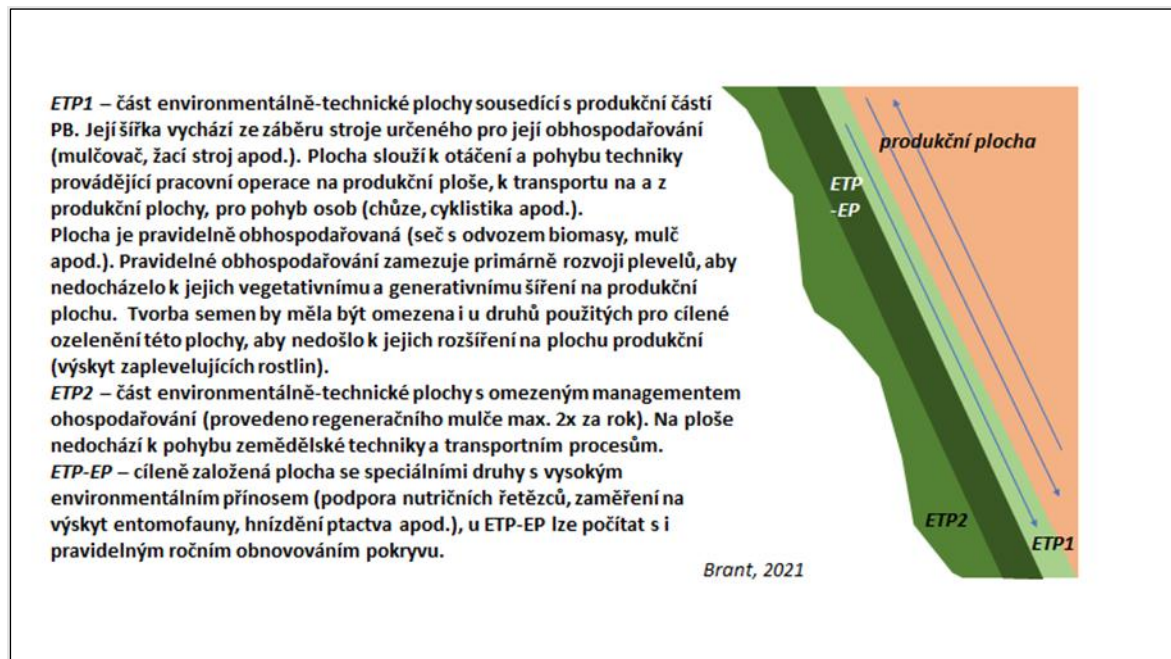 ETP1 – část environmentálně-technické plochy sousedící s produkční částí
PB. Její šířka vychází ze záběru stroje určeného pro její obhospodařování
(mulčovač, žací stroj apod.). Plocha slouží k otáčení a pohybu techniky
provádějící pracovní operace na produkční ploše, k transportu na a z
produkční plochy, pro pohyb osob (chůze, cyklistika apod.).
Plocha je pravidelně obhospodařovaná (seč s odvozem biomasy, mulč
apod.). Pravidelné obhospodařování zamezuje primárně rozvoji plevelů, aby
nedocházelo k jejich vegetativnímu a generativnímu šíření na produkční
plochu. Tvorba semen by měla být omezena i u druhů použitých pro cílené
ozelenění této plochy, aby nedošlo k jejich rozšíření na plochu produkční
(výskyt zaplevelujících rostlin).
ETP2 – část environmentálně-technické plochy s omezeným managementem
ohospodařování (provedeno regeneračního mulče max. 2x za rok). Na ploše
nedochází k pohybu zemědělské techniky a transportním procesům.
ETP-EP – cíleně založená plocha se speciálními druhy s vysokým
environmentálním přínosem (podpora nutričních řetězců, zaměření na
výskyt entomofauny, hnízdění ptactva apod.), u ETP-EP lze počítat s i
pravidelným ročním obnovováním pokryvu.
Brant, 2021
produkční plocha
ETP
-EP
ETP2
ETP1